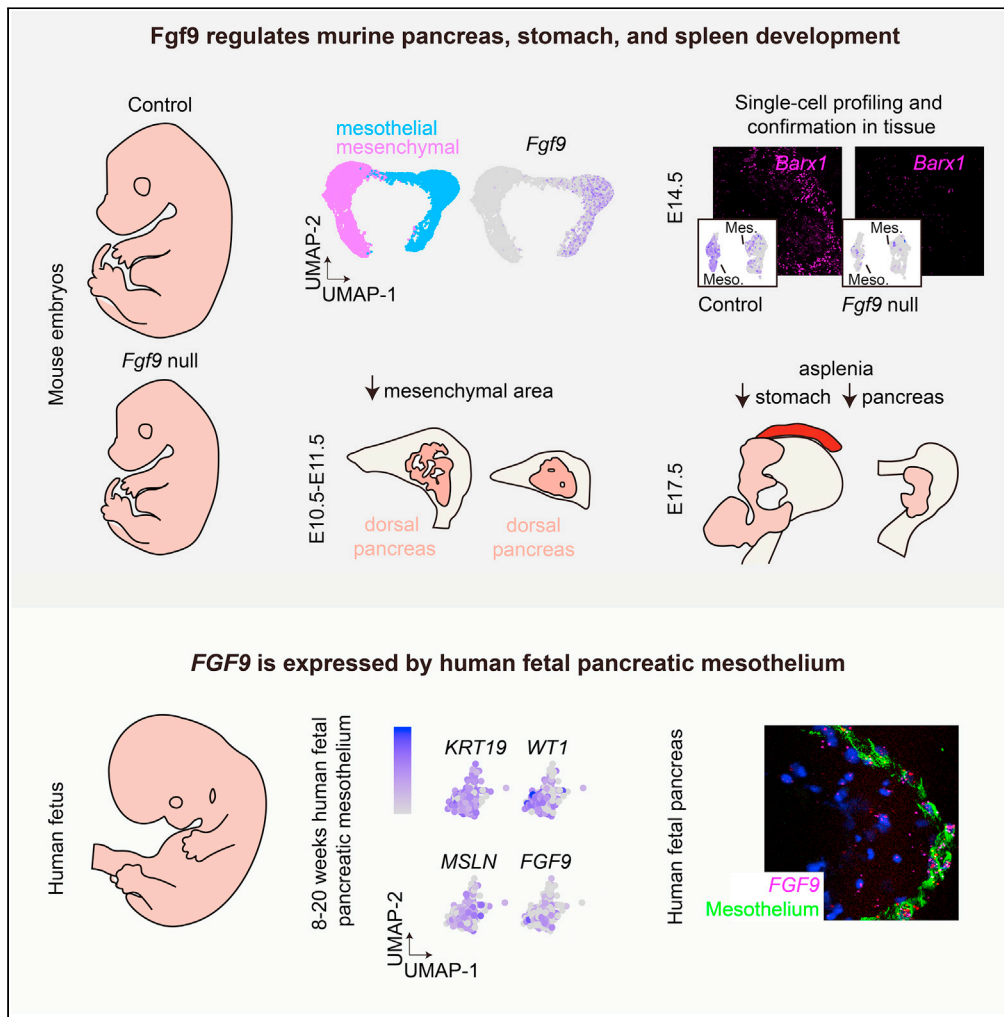 Fgf9 regulates murine pancreas, stomach, and spleen development
Mouse embryos
Control
Fgf9 null
mesothelial
mesenchymal
Fgf9
UMAP-2
UMAP-1
Single-cell profiling and
confirmation in tissue
E14.5
Barx1
Barx1
Mes.
Meso.
Mes.
Meso.
Control
Fgf9 null
E10.5-E11.5
↓ mesenchymal area
dorsal
pancreas
dorsal
pancreas
E17.5
asplenia
↓ stomach ↓ pancreas
FGF9 is expressed by human fetal pancreatic mesothelium
Human fetus
8-20 weeks human fetal
pancreatic mesothelium
KRT19
WT1
MSLN
FGF9
UMAP-2
UMAP-1
Human fetal pancreas
FGF9
Mesothelium